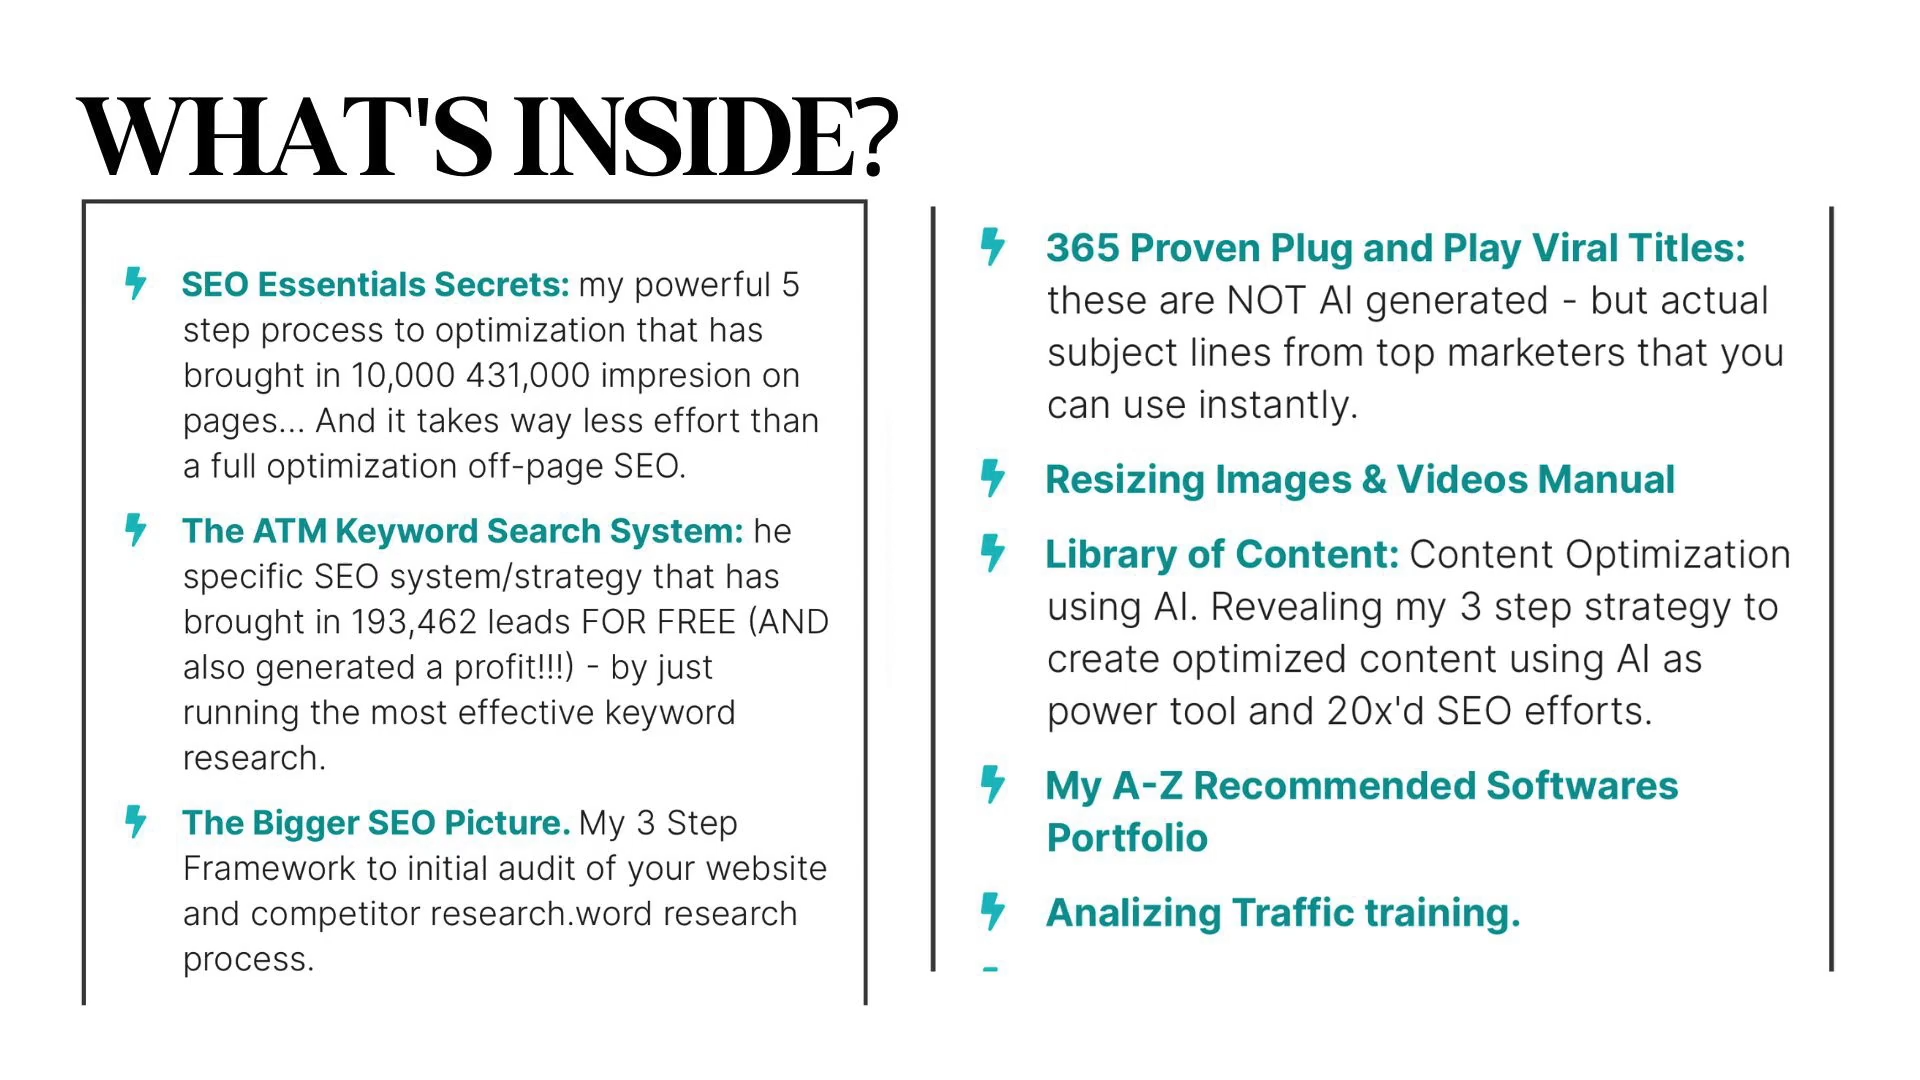 WHAT'S INSIDE?
SEO Essentials Secrets: my powerful 5
step process to optimization that has
brought in 10,000 431,000 impresion on
pages... And it takes way less effort than
a full optimization off-page SEO.
The ATM Keyword Search System: he
specific SEO system/strategy that has
brought in 193,462 leads FOR FREE (AND
also generated a profit!!!) - by just
running the most effective keyword
research.
The Bigger SEO Picture. My 3 Step
Framework to initial audit of your website
and competitor research.word research
process.
365 Proven Plug and Play Viral Titles:
these are NOT AI generated - but actual
subject lines from top marketers that you
can use instantly.
Resizing Images & Videos Manual
Library of Content: Content Optimization
using AI. Revealing my 3 step strategy to
create optimized content using AI as
power tool and 20x'd SEO efforts.
My A-Z Recommended Softwares
Portfolio
Analizing Traffic training.